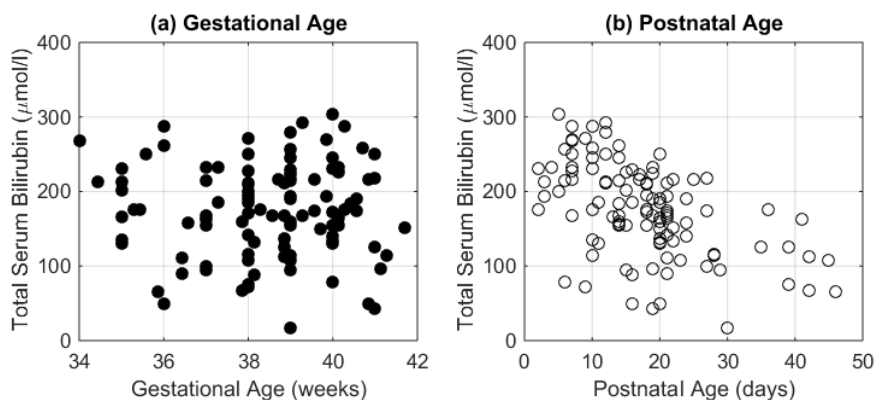 (a) Gestational Age
400
300
200
100
0
Total Serum Bilirubin (μmol/l)
34 36 38 40 42
Gestational Age (weeks)
(b) Postnatal Age
400
300
200
100
0
Total Serum Bilirubin (μmol/l)
0 10 20 30 40 50
Postnatal Age (days)